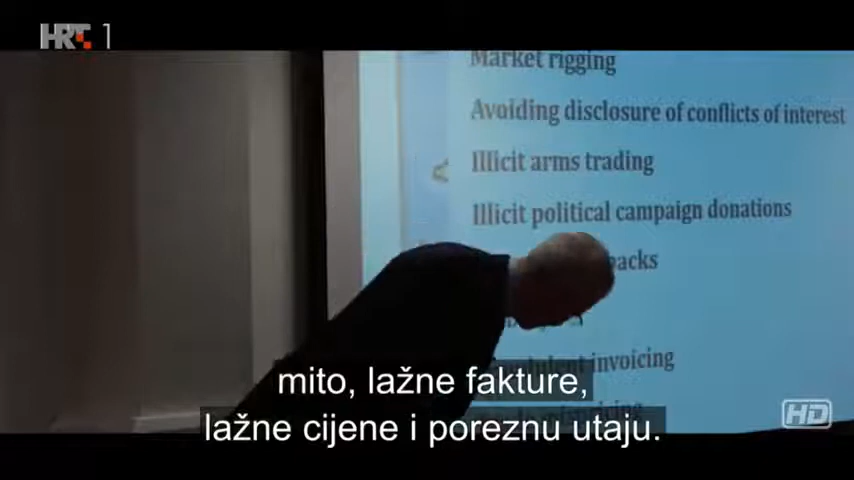 HRT 1
Market rigging
Avoiding disclosure of conflicts of interest
Illicit arms trading
Illicit political campaign donations
invoicing
mito, lažne fakture,
lažne cijene i poreznu utaju.
HD